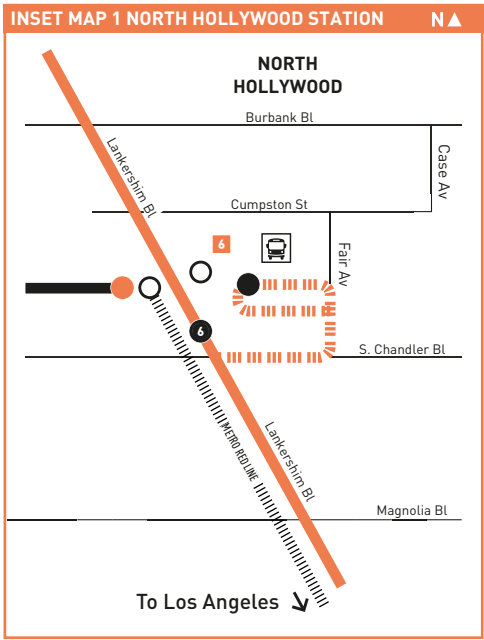 INSET MAP 1 NORTH HOLLYWOOD STATION
N
NORTH
HOLLYWOOD
Burbank Bl
Lankershim Bl
Case Av
Cumpston St
6
Fair Av
6
S. Chandler Bl
METRO RED LINE
Lankershim Bl
Magnolia Bl
To Los Angeles